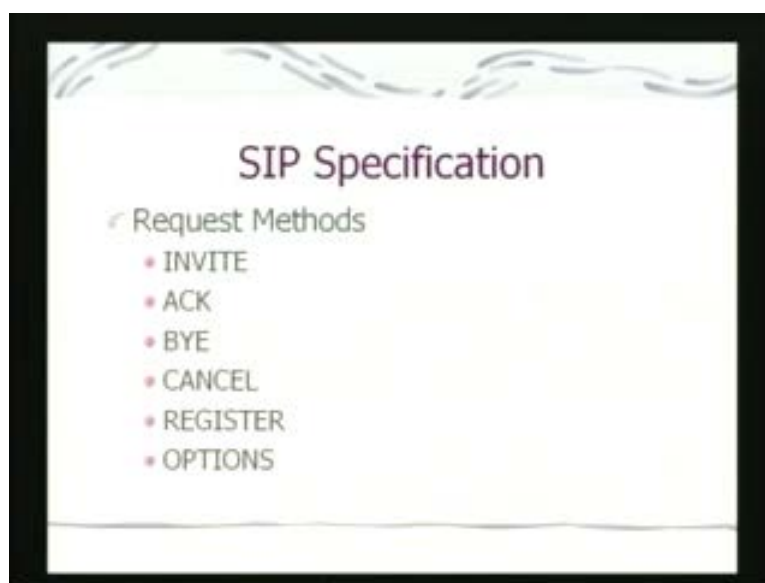 SIP Specification
Request Methods
INVITE
ACK
BYE
CANCEL
REGISTER
OPTIONS